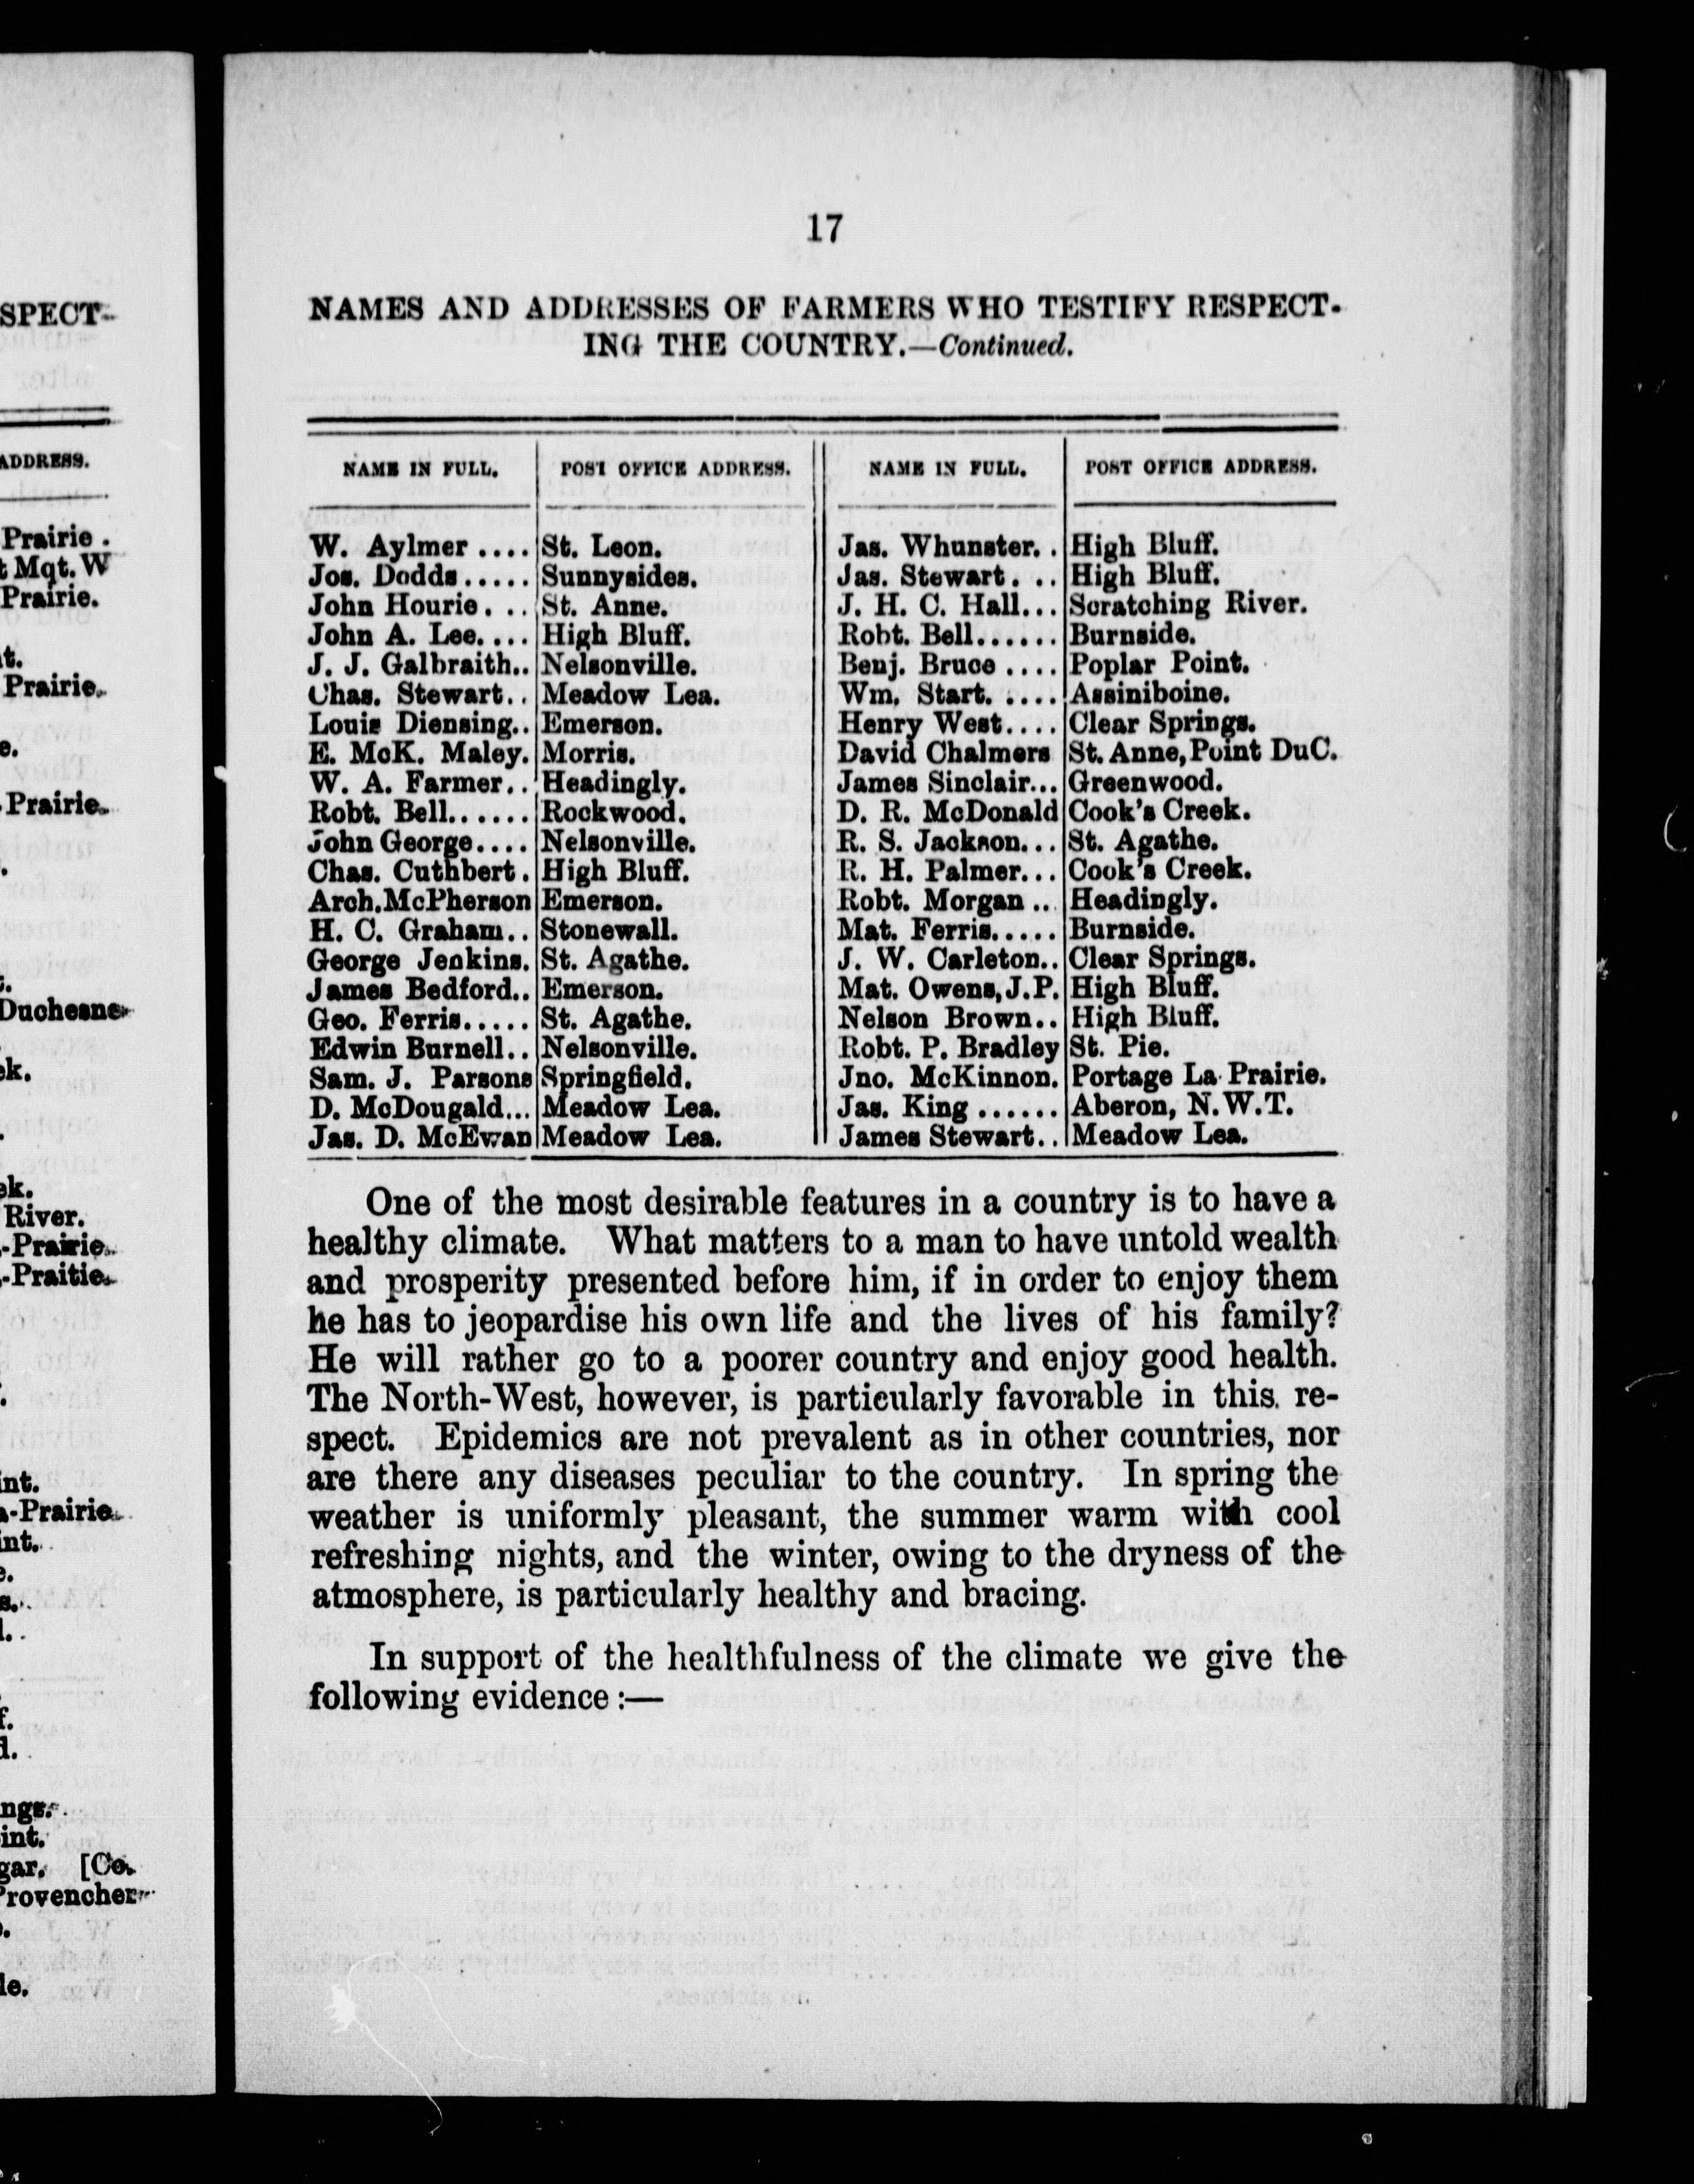 17
NAMES AND ADDRESSES OF FARMERS WHO TESTIFY RESPECT-
ING THE COUNTRY.—Continued.
NAME IN FULL. POST OFFICE ADDRESS. NAME IN FULL. POST OFFICE ADDRESS.
W. Aylmer .... St. Leon. Jas. Whunster.. High Bluff.
Jos. Dodds..... Sunnysides. Jas. Stewart. .. High Bluff.
John Hourie. .. St. Anne. J. H. C. Hall... Scratching River.
John A. Lee.... High Bluff. Robt. Bell...... Burnside.
J. J. Galbraith.. Nelsonville. Benj. Bruce .... Poplar Point.
Chas. Stewart.. Meadow Lea. Wm. Start. .... Assiniboine.
Louis Diensing.. Emerson. Henry West.... Clear Springs.
E. McK. Maley. Morris. David Chalmers St. Anne, Point DuC.
W. A. Farmer.. Headingly. James Sinclair... Greenwood.
Robt. Bell...... Rockwood. D. R. McDonald Cook's Creek.
John George.... Nelsonville. R. S. Jackson... St. Agathe.
Chas. Cuthbert. High Bluff. R. H. Palmer... Cook's Creek.
Arch. McPherson Emerson. Robt. Morgan .. Headingly.
H. C. Graham.. Stonewall. Mat. Ferris..... Burnside.
George Jenkins. St. Agathe. J. W. Carleton.. Clear Springs.
James Bedford.. Emerson. Mat. Owens, J.P. High Bluff.
Geo. Ferris..... St. Agathe. Nelson Brown.. High Bluff.
Edwin Burnell.. Nelsonville. Robt. P. Bradley St. Pie.
Sam. J. Parsons Springfield. Jno. McKinnon. Portage La Prairie.
D. McDougald... Meadow Lea. Jas. King ...... Aberon, N.W.T.
Jas. D. McEwan Meadow Lea. James Stewart.. Meadow Lea.
One of the most desirable features in a country is to have a
healthy climate. What matters to a man to have untold wealth
and prosperity presented before him, if in order to enjoy them
he has to jeopardise his own life and the lives of his family?
He will rather go to a poorer country and enjoy good health.
The North-West, however, is particularly favorable in this re-
spect. Epidemics are not prevalent as in other countries, nor
are there any diseases peculiar to the country. In spring the
weather is uniformly pleasant, the summer warm with cool
refreshing nights, and the winter, owing to the dryness of the
atmosphere, is particularly healthy and bracing.
In support of the healthfulness of the climate we give the
following evidence :—